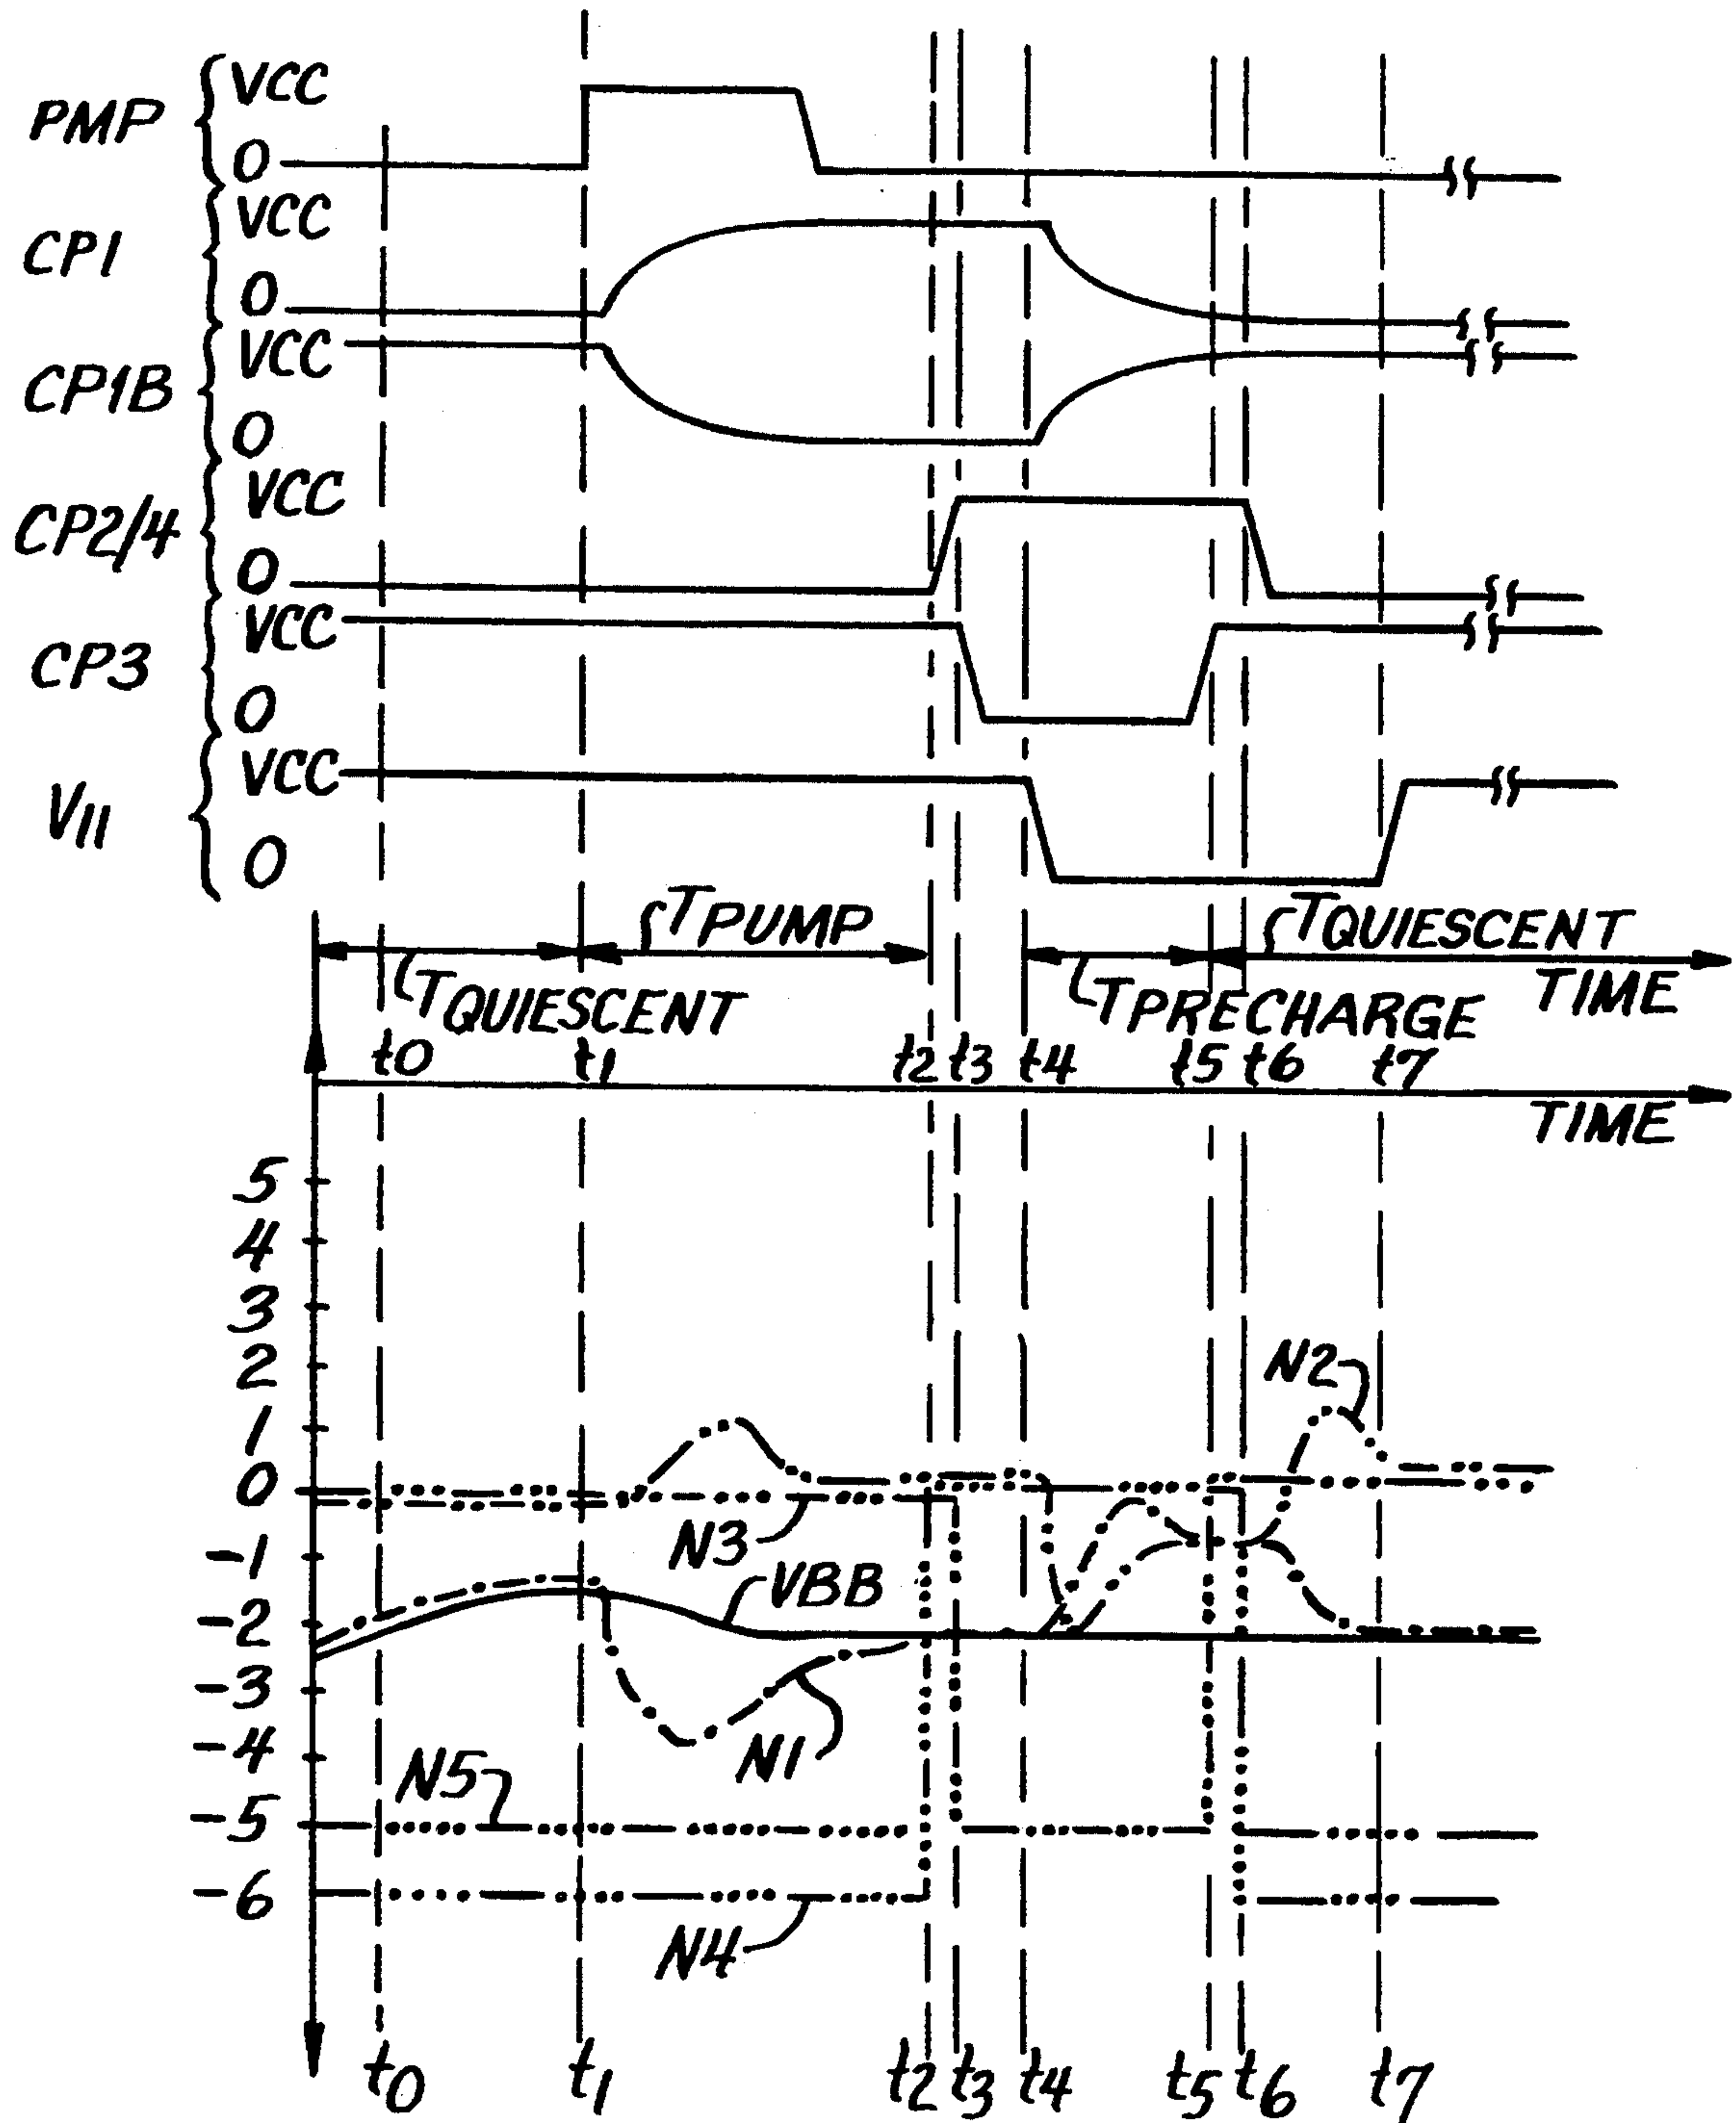 PMP
VCC
0
CP1
VCC
0
CP1B
VCC
0
CP2/4
VCC
0
CP3
VCC
0
V11
VCC
0
TPUMP
TQUIESCENT
TQUIESCENT
TPRECHARGE
TIME
t0 t1 t2 t3 t4 t5 t6 t7
TIME
5
4
3
2
N2
1
0
N3
-1
VBB
-2
-3
N1
-4
N5
-5
-6
N4
t0 t1 t2 t3 t4 t5 t6 t7